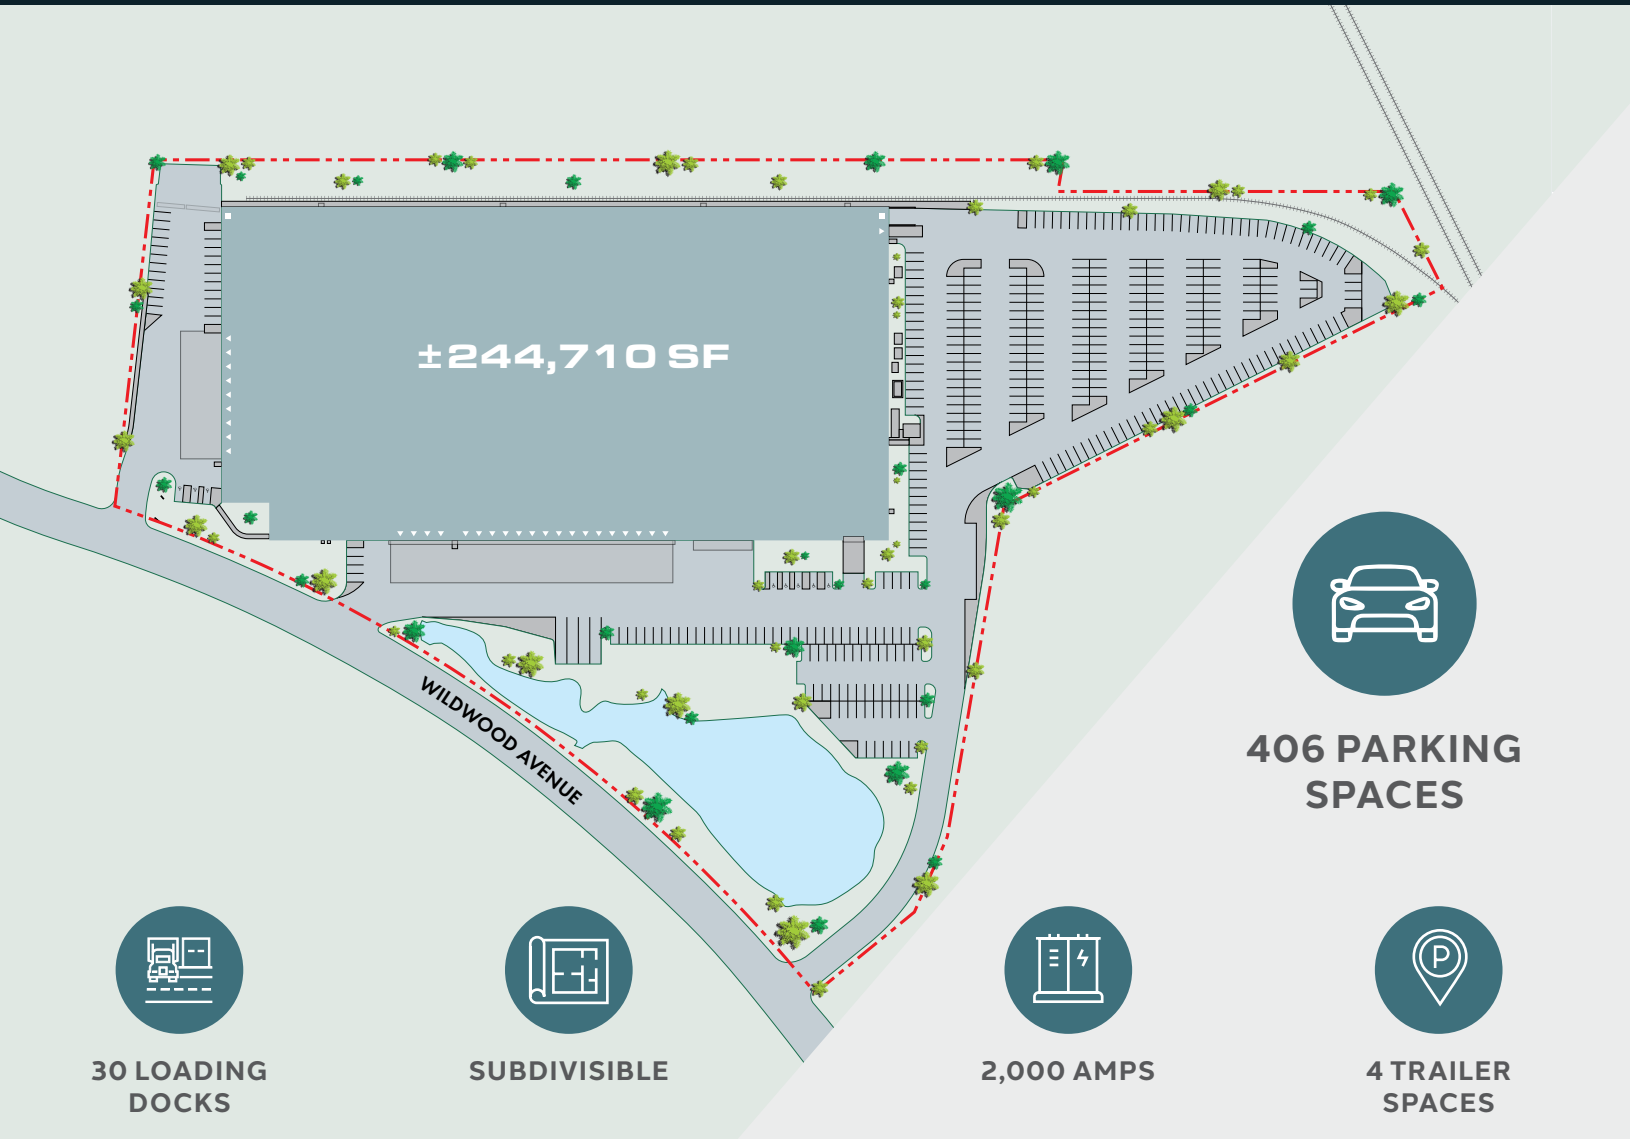 ±244,710 SF
WILDWOOD AVENUE
406 PARKING
SPACES
30 LOADING
DOCKS
SUBDIVISIBLE
2,000 AMPS
P
4 TRAILER
SPACES